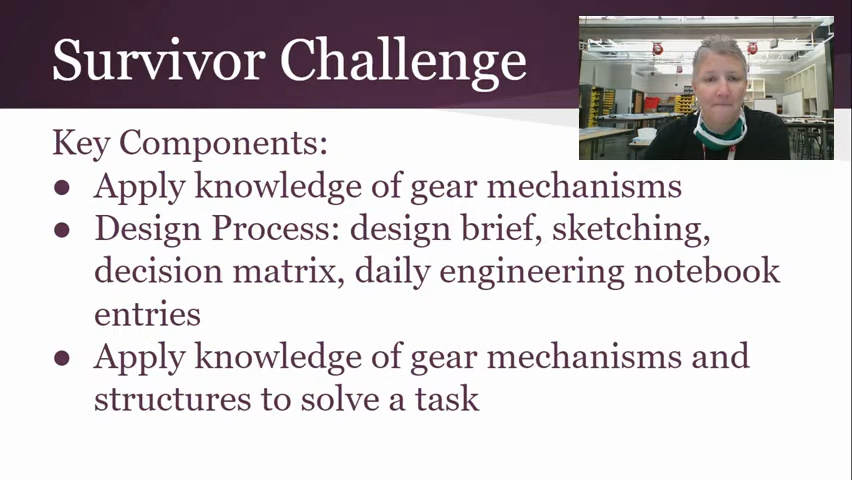 Survivor Challenge
Key Components:
● Apply knowledge of gear mechanisms
● Design Process: design brief, sketching,
decision matrix, daily engineering notebook
entries
● Apply knowledge of gear mechanisms and
structures to solve a task